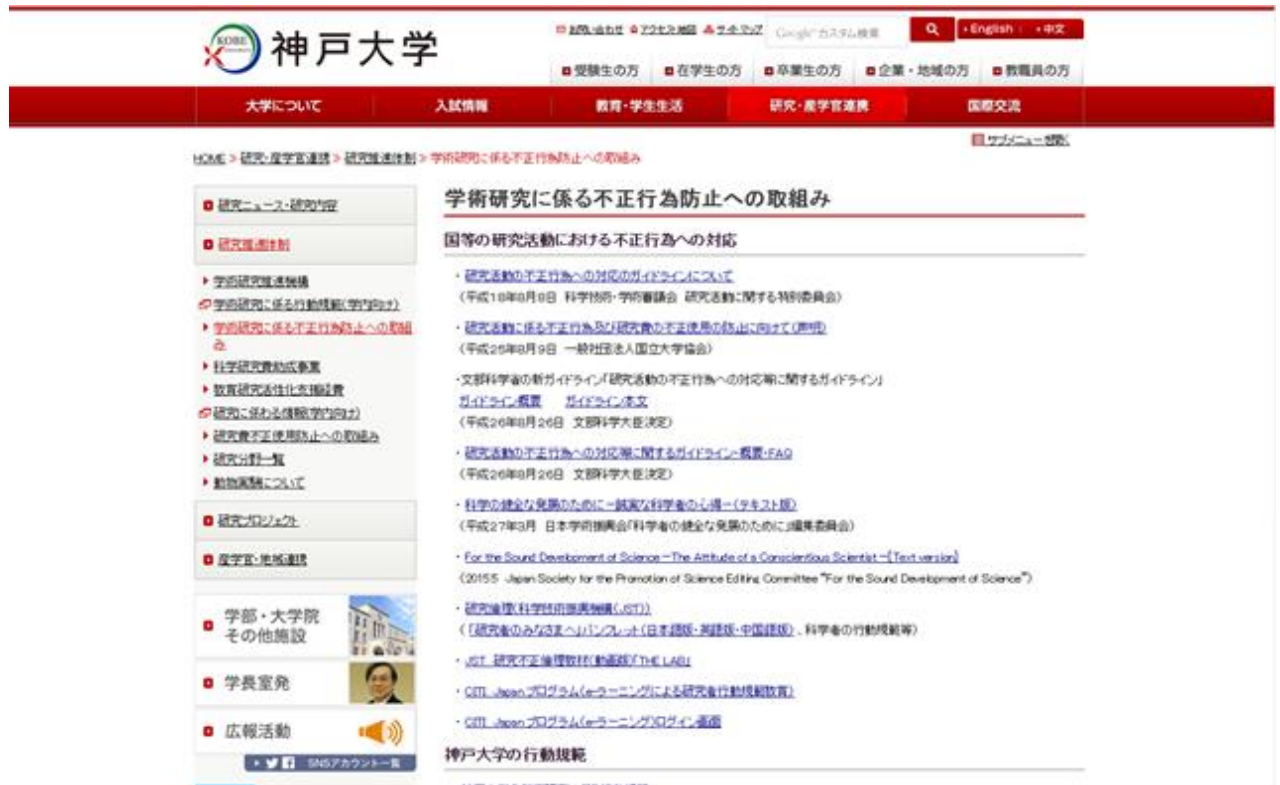 KOBE
神戸大学
お問い合わせ アクセス・地図 サイトマップ
Google カスタム検索
English 中文
受験生の方 在学生の方 卒業生の方 企業・地域の方 教職員の方
大学について 入試情報 教育・学生生活 研究・産学官連携 国際交流
サブメニューを開く
HOME » 研究・産学官連携 » 研究推進体制 » 学術研究に係る不正行為防止への取組み
研究ニュース・研究内容
研究推進体制
学術研究推進機構
学術研究に係る行動規範(学内向け)
学術研究に係る不正行為防止への取組
み
科学研究費助成事業
教育研究活性化支援経費
研究に係わる情報(学内向け)
研究費不正使用防止への取組み
研究分野一覧
動物実験について
研究プロジェクト
産学官・地域連携
学部・大学院
その他施設
学長室発
広報活動
SNSアカウント一覧
学術研究に係る不正行為防止への取組み
国等の研究活動における不正行為への対応
・研究活動の不正行為への対応のガイドラインについて
(平成18年8月8日 科学技術・学術審議会 研究活動に関する特別委員会)
・研究活動に係る不正行為及び研究費の不正使用の防止に向けて(声明)
(平成25年8月9日 一般社団法人国立大学協会)
・文部科学省の新ガイドライン「研究活動の不正行為への対応等に関するガイドライン」
ガイドライン概要 ガイドライン本文
(平成26年8月26日 文部科学大臣決定)
・研究活動の不正行為への対応等に関するガイドライン・概要・FAQ
(平成26年8月26日 文部科学大臣決定)
・科学の健全な発展のために-誠実な科学者の心得-(テキスト版)
(平成27年3月 日本学術振興会「科学者の健全な発展のために」編集委員会)
・For the Sound Development of Science-The Attitude of a Conscientious Scientist-[Text version]
(2015.5 Japan Society for the Promotion of Science Editing Committee "For the Sound Development of Science")
・研究倫理(科学技術振興機構(JST))
(「研究者のみなさまへ」パンフレット(日本語版・英語版・中国語版)、科学者の行動規範等)
・JST 研究不正倫理教材(動画版)「THE LAB」
・CITI Japan プログラム(e-ラーニングによる研究者行動規範教育)
・CITI Japan プログラム(e-ラーニング)ログイン画面
神戸大学の行動規範